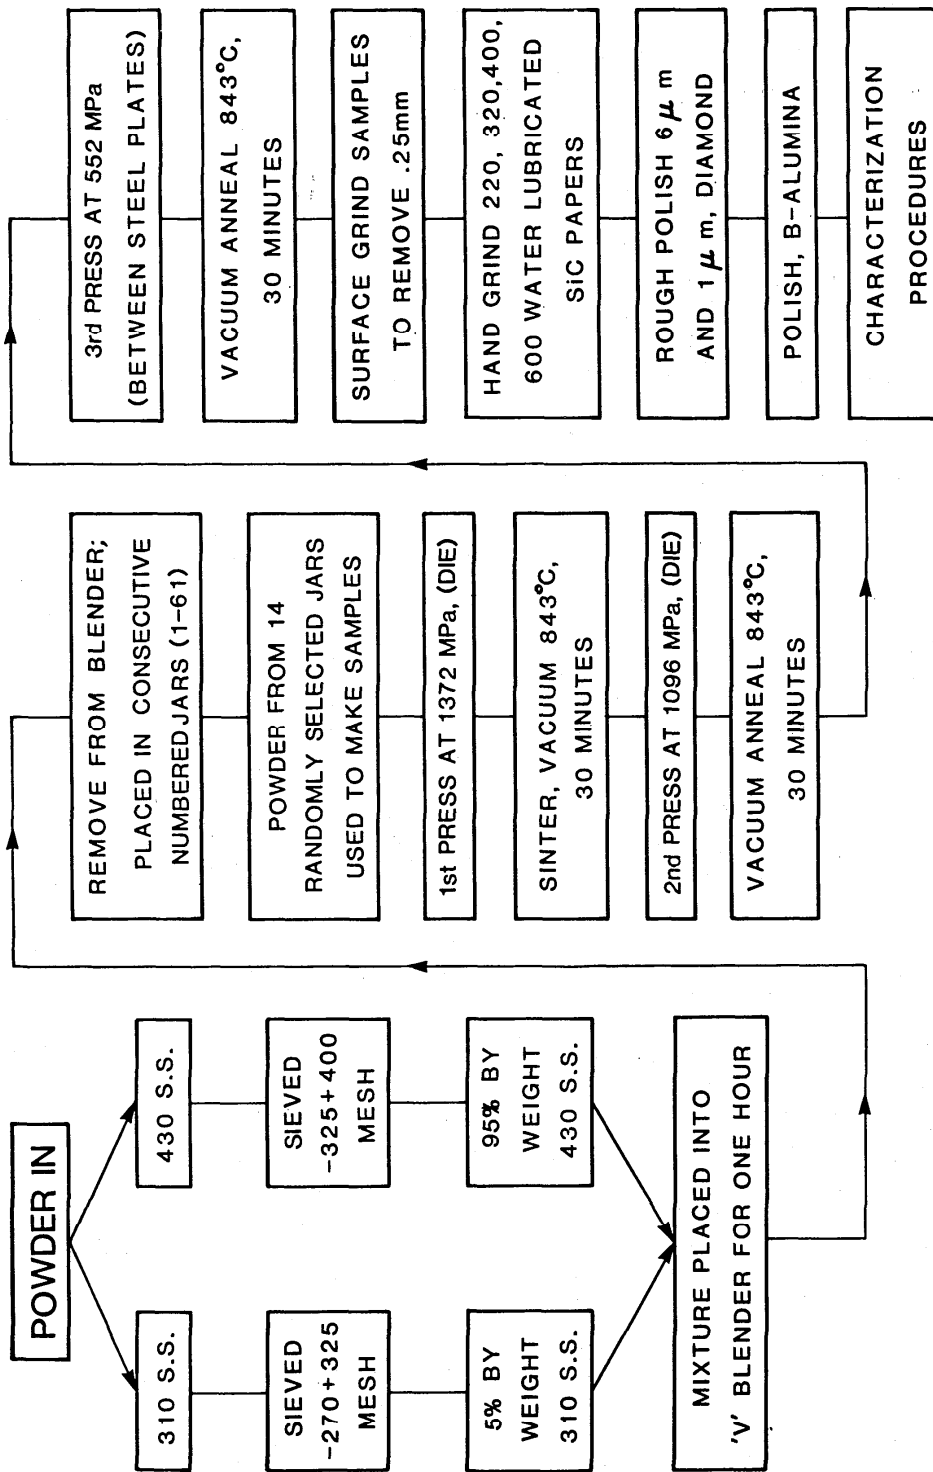 POWDER IN
310 S.S.
SIEVED
-270+325
MESH
5% BY
WEIGHT
310 S.S.
430 S.S.
SIEVED
-325+400
MESH
95% BY
WEIGHT
430 S.S.
MIXTURE PLACED INTO
'V' BLENDER FOR ONE HOUR
REMOVE FROM BLENDER;
PLACED IN CONSECUTIVE
NUMBERED JARS (1-61)
POWDER FROM 14
RANDOMLY SELECTED JARS
USED TO MAKE SAMPLES
1st PRESS AT 1372 MPa, (DIE)
SINTER, VACUUM 843°C,
30 MINUTES
2nd PRESS AT 1096 MPa, (DIE)
VACUUM ANNEAL 843°C,
30 MINUTES
3rd PRESS AT 552 MPa
(BETWEEN STEEL PLATES)
VACUUM ANNEAL 843°C,
30 MINUTES
SURFACE GRIND SAMPLES
TO REMOVE .25mm
HAND GRIND 220, 320,400,
600 WATER LUBRICATED
SiC PAPERS
ROUGH POLISH 6 μ m
AND 1 μ m, DIAMOND
POLISH, B-ALUMINA
CHARACTERIZATION
PROCEDURES